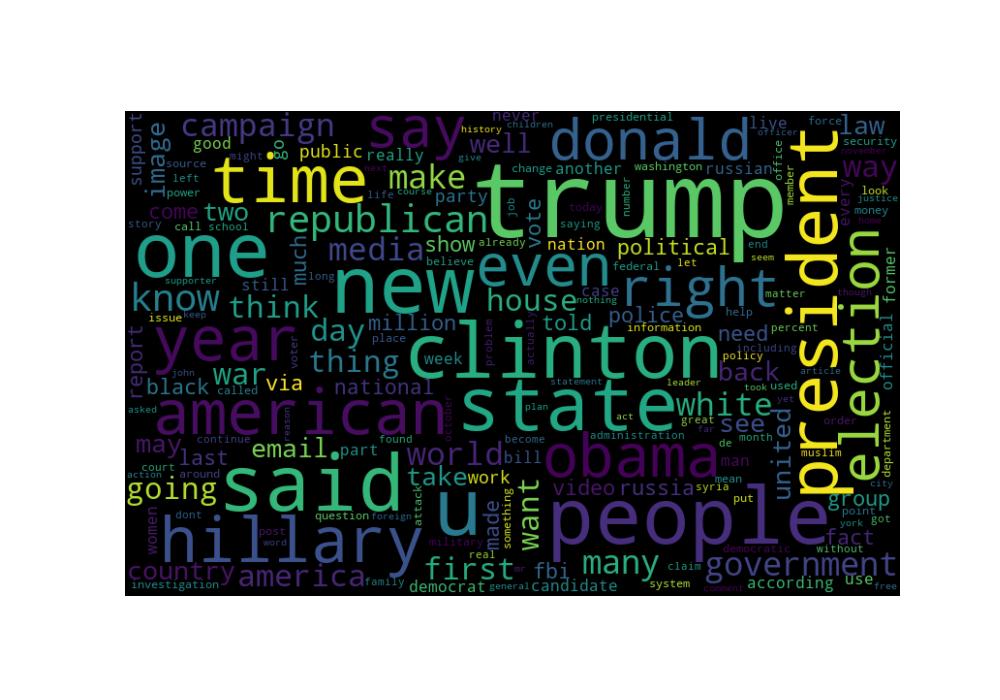 support
image
campaign
say
never
history
children
presidential
donald
live
force
officer
law
november
security
good
go
might
public
really
well
give
change
another
washington
russian
office
member
way
source
left
power
time
next
make
life
course
party
trump
job
vote
number
today
saying
president
every
look
justice
money
home
story
come
call
two
school
republican
much
media
show
already
believe
nation
political
federal
let
end
seem
one
supporter
still
long
new
even
case
nothing
house
right
matter
though
election
former
official
know
issue
keep
think
day
million
place
told
police
help
information
need
percent
including
report
year
voter
thing
clinton
week
problem
actually
policy
article
john
black
called
war
via
national
statement
leader
back
took
used
yet
american
october
state
plan
act
great
far
white
see
united
order
department
asked
reason
may
continue
last
email
found
part
world
become
bill
administration
obama
de
month
man
muslim
court
action
around
going
said
attack
take
work
u
something
want
video
russia
syria
mean
put
group
city
point
york
got
women
dont
hillary
post
word
question
foreign
military
made
real
people
democratic
without
fact
country
investigation
america
family
democrat
first
mr
general
fbi
candidate
many
claim
system
government
comment
according
use
free